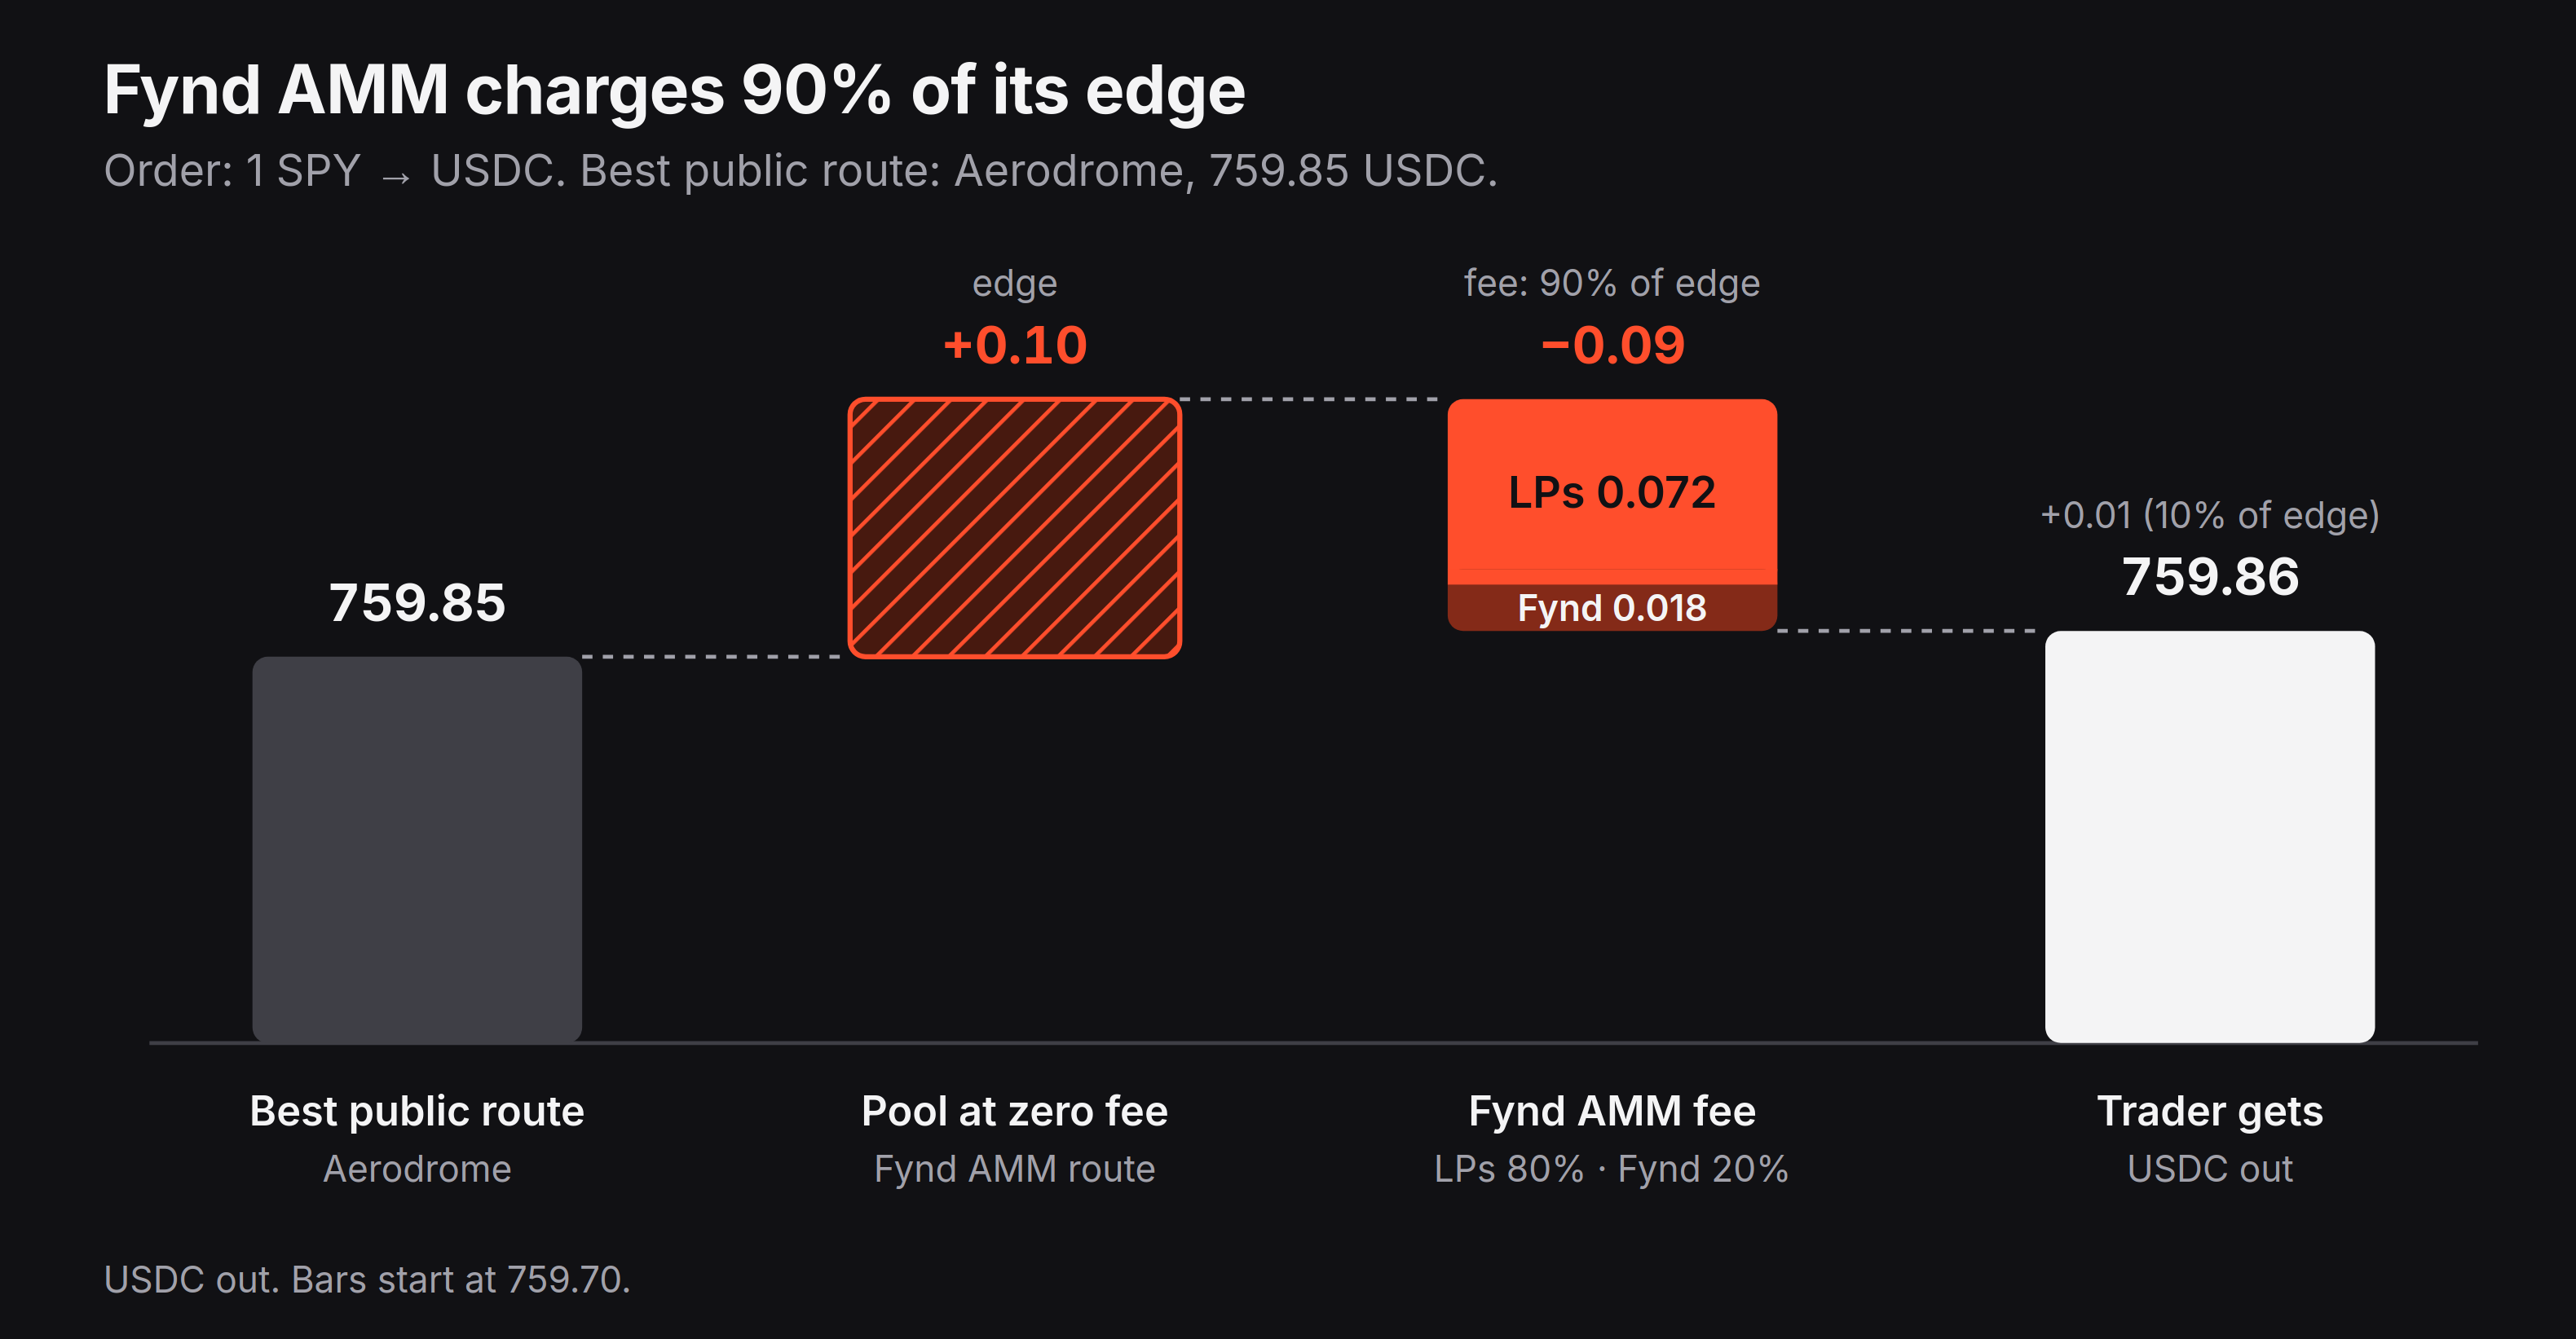 Fynd AMM charges 90% of its edge
Order: 1 SPY → USDC. Best public route: Aerodrome, 759.85 USDC.
edge
+0.10
fee: 90% of edge
−0.09
LPs 0.072
Fynd 0.018
+0.01 (10% of edge)
759.86
759.85
Best public route
Aerodrome
Pool at zero fee
Fynd AMM route
Fynd AMM fee
LPs 80% · Fynd 20%
Trader gets
USDC out
USDC out. Bars start at 759.70.